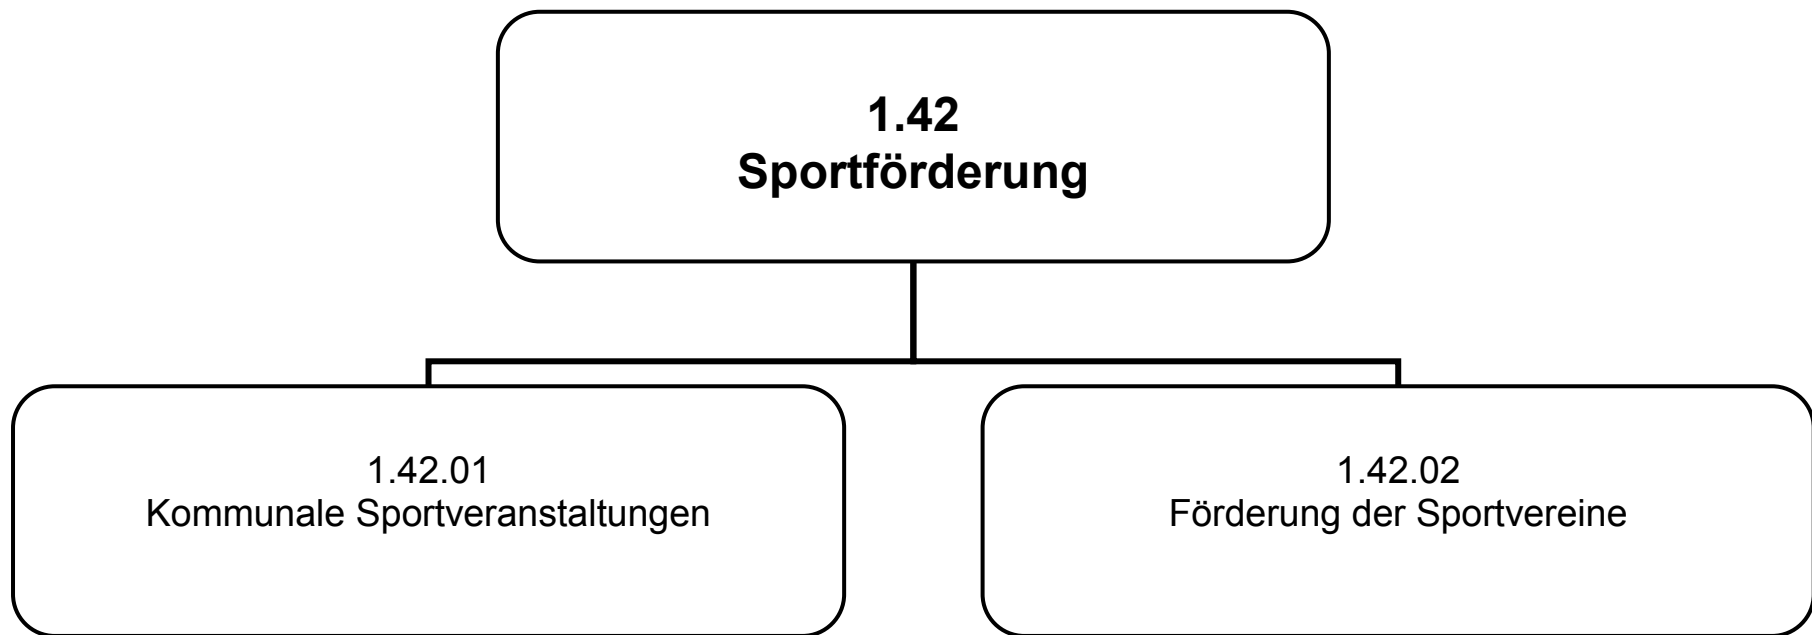 1.42
Sportförderung
1.42.01
Kommunale Sportveranstaltungen
1.42.02
Förderung der Sportvereine